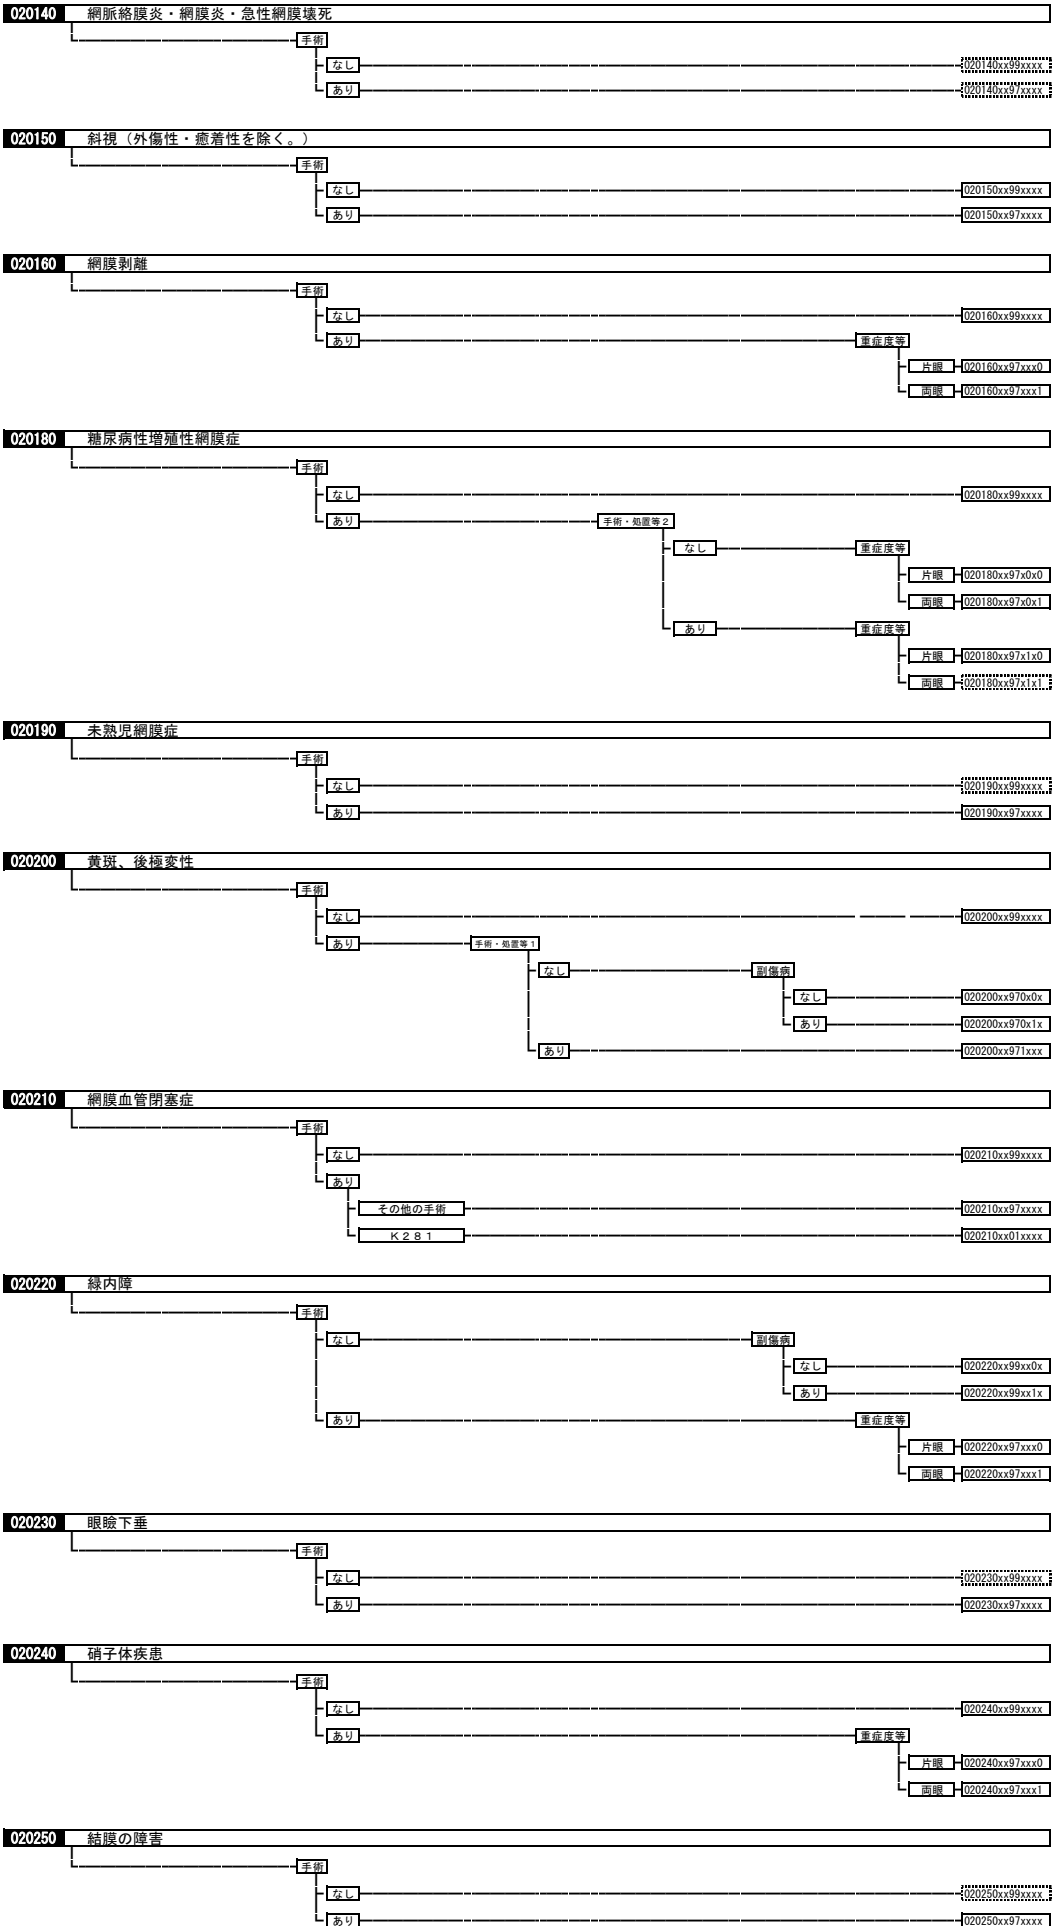 020140 網脈絡膜炎・網膜炎・急性網膜壊死
手術
なし 020140xx99xxxx
あり 020140xx97xxxx
020150 斜視（外傷性・癒着性を除く。）
手術
なし 020150xx99xxxx
あり 020150xx97xxxx
020160 網膜剥離
手術
なし 020160xx99xxxx
あり 重症度等
片眼 020160xx97xxx0
両眼 020160xx97xxx1
020180 糖尿病性増殖性網膜症
手術
なし 020180xx99xxxx
あり 手術・処置等２
なし 重症度等
片眼 020180xx97x0x0
両眼 020180xx97x0x1
あり 重症度等
片眼 020180xx97x1x0
両眼 020180xx97x1x1
020190 未熟児網膜症
手術
なし 020190xx99xxxx
あり 020190xx97xxxx
020200 黄斑、後極変性
手術
なし 020200xx99xxxx
あり 手術・処置等１
なし 副傷病
なし 020200xx970x0x
あり 020200xx970x1x
あり 020200xx971xxx
020210 網膜血管閉塞症
手術
なし 020210xx99xxxx
あり
その他の手術 020210xx97xxxx
Ｋ２８１ 020210xx01xxxx
020220 緑内障
手術
なし 副傷病
なし 020220xx99xx0x
あり 020220xx99xx1x
あり 重症度等
片眼 020220xx97xxx0
両眼 020220xx97xxx1
020230 眼瞼下垂
手術
なし 020230xx99xxxx
あり 020230xx97xxxx
020240 硝子体疾患
手術
なし 020240xx99xxxx
あり 重症度等
片眼 020240xx97xxx0
両眼 020240xx97xxx1
020250 結膜の障害
手術
なし 020250xx99xxxx
あり 020250xx97xxxx